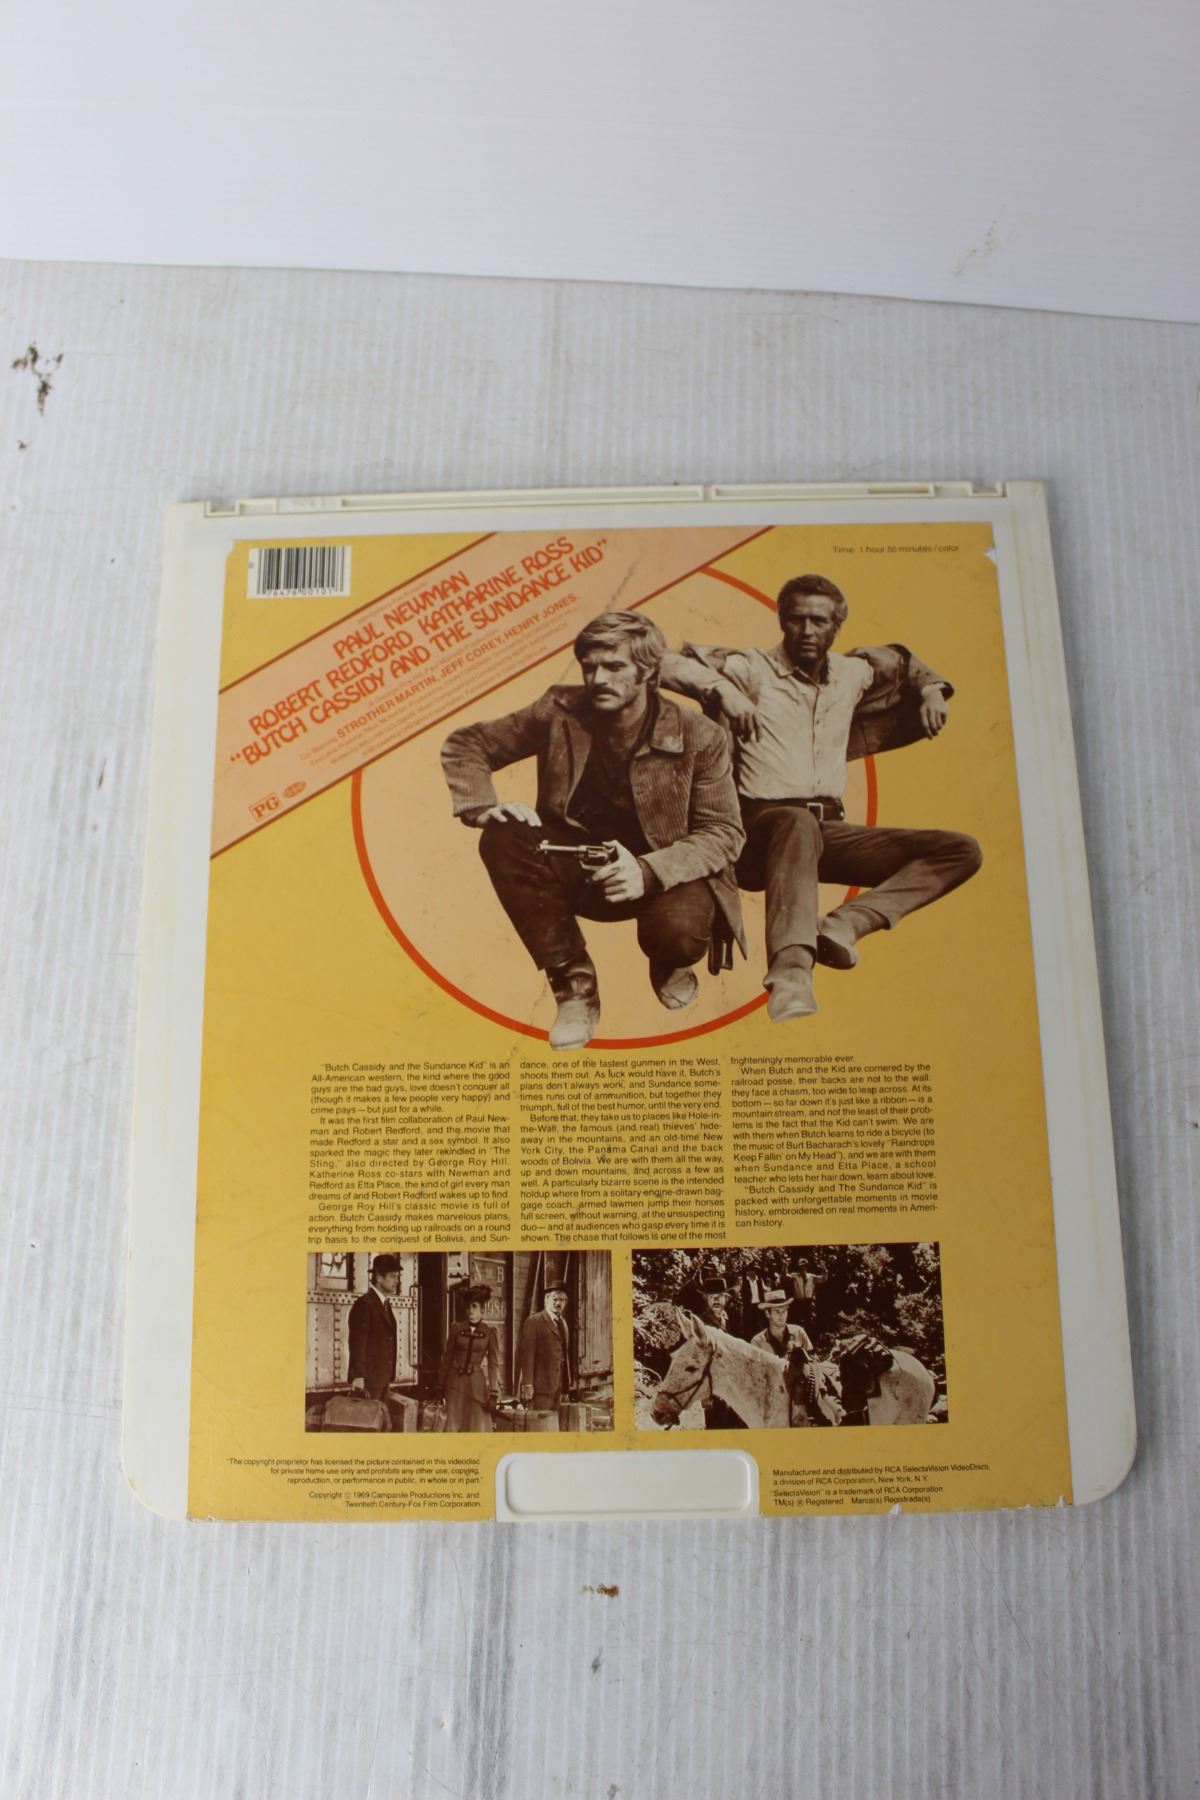 76476 00101
Time: 1 hour 50 minutes/color
PAUL NEWMAN
ROBERT REDFORD KATHARINE ROSS
"BUTCH CASSIDY AND THE SUNDANCE KID"
Co-Starring STROTHER MARTIN, JEFF COREY, HENRY JONES.
PG
"Butch Cassidy and the Sundance Kid" is an
All-American western, the kind where the good
guys are the bad guys, love doesn't conquer all
(though it makes a few people very happy) and
crime pays — but just for a while.
It was the first film collaboration of Paul New-
man and Robert Redford, and the movie that
made Redford a star and a sex symbol. It also
sparked the magic they later rekindled in "The
Sting," also directed by George Roy Hill.
Katherine Ross co-stars with Newman and
Redford as Etta Place, the kind of girl every man
dreams of and Robert Redford wakes up to find.
George Roy Hill's classic movie is full of
action. Butch Cassidy makes marvelous plans,
everything from holding up railroads on a round
trip basis to the conquest of Bolivia, and Sun-
dance, one of the fastest gunmen in the West,
shoots them out. As luck would have it, Butch's
plans don't always work, and Sundance some-
times runs out of ammunition, but together they
triumph, full of the best humor, until the very end.
Before that, they take us to places like Hole-in-
the-Wall, the famous (and real) thieves' hide-
away in the mountains, and an old-time New
York City, the Panama Canal and the back
woods of Bolivia. We are with them all the way,
up and down mountains, and across a few as
well. A particularly bizarre scene is the intended
holdup where from a solitary engine-drawn bag-
gage coach, armed lawmen jump their horses
full screen, without warning, at the unsuspecting
duo — and at audiences who gasp every time it is
shown. The chase that follows is one of the most
frighteningly memorable ever.
When Butch and the Kid are cornered by the
railroad posse, their backs are not to the wall:
they face a chasm, too wide to leap across. At its
bottom — so far down it's just like a ribbon — is a
mountain stream, and not the least of their prob-
lems is the fact that the Kid can't swim. We are
with them when Butch learns to ride a bicycle (to
the music of Burt Bacharach's lovely "Raindrops
Keep Fallin' on My Head"), and we are with them
when Sundance and Etta Place, a school
teacher who lets her hair down, learn about love.
"Butch Cassidy and The Sundance Kid" is
packed with unforgettable moments in movie
history, embroidered on real moments in Ameri-
can history.
"The copyright proprietor has licensed the picture contained in this videodisc
for private home use only and prohibits any other use, copying,
reproduction, or performance in public, in whole or in part."
Copyright © 1969 Campanile Productions Inc. and
Twentieth Century-Fox Film Corporation.
Manufactured and distributed by RCA SelectaVision VideoDiscs,
a division of RCA Corporation, New York, N.Y.
"SelectaVision" is a trademark of RCA Corporation
TM(s) ® Registered Marca(s) Registrada(s)